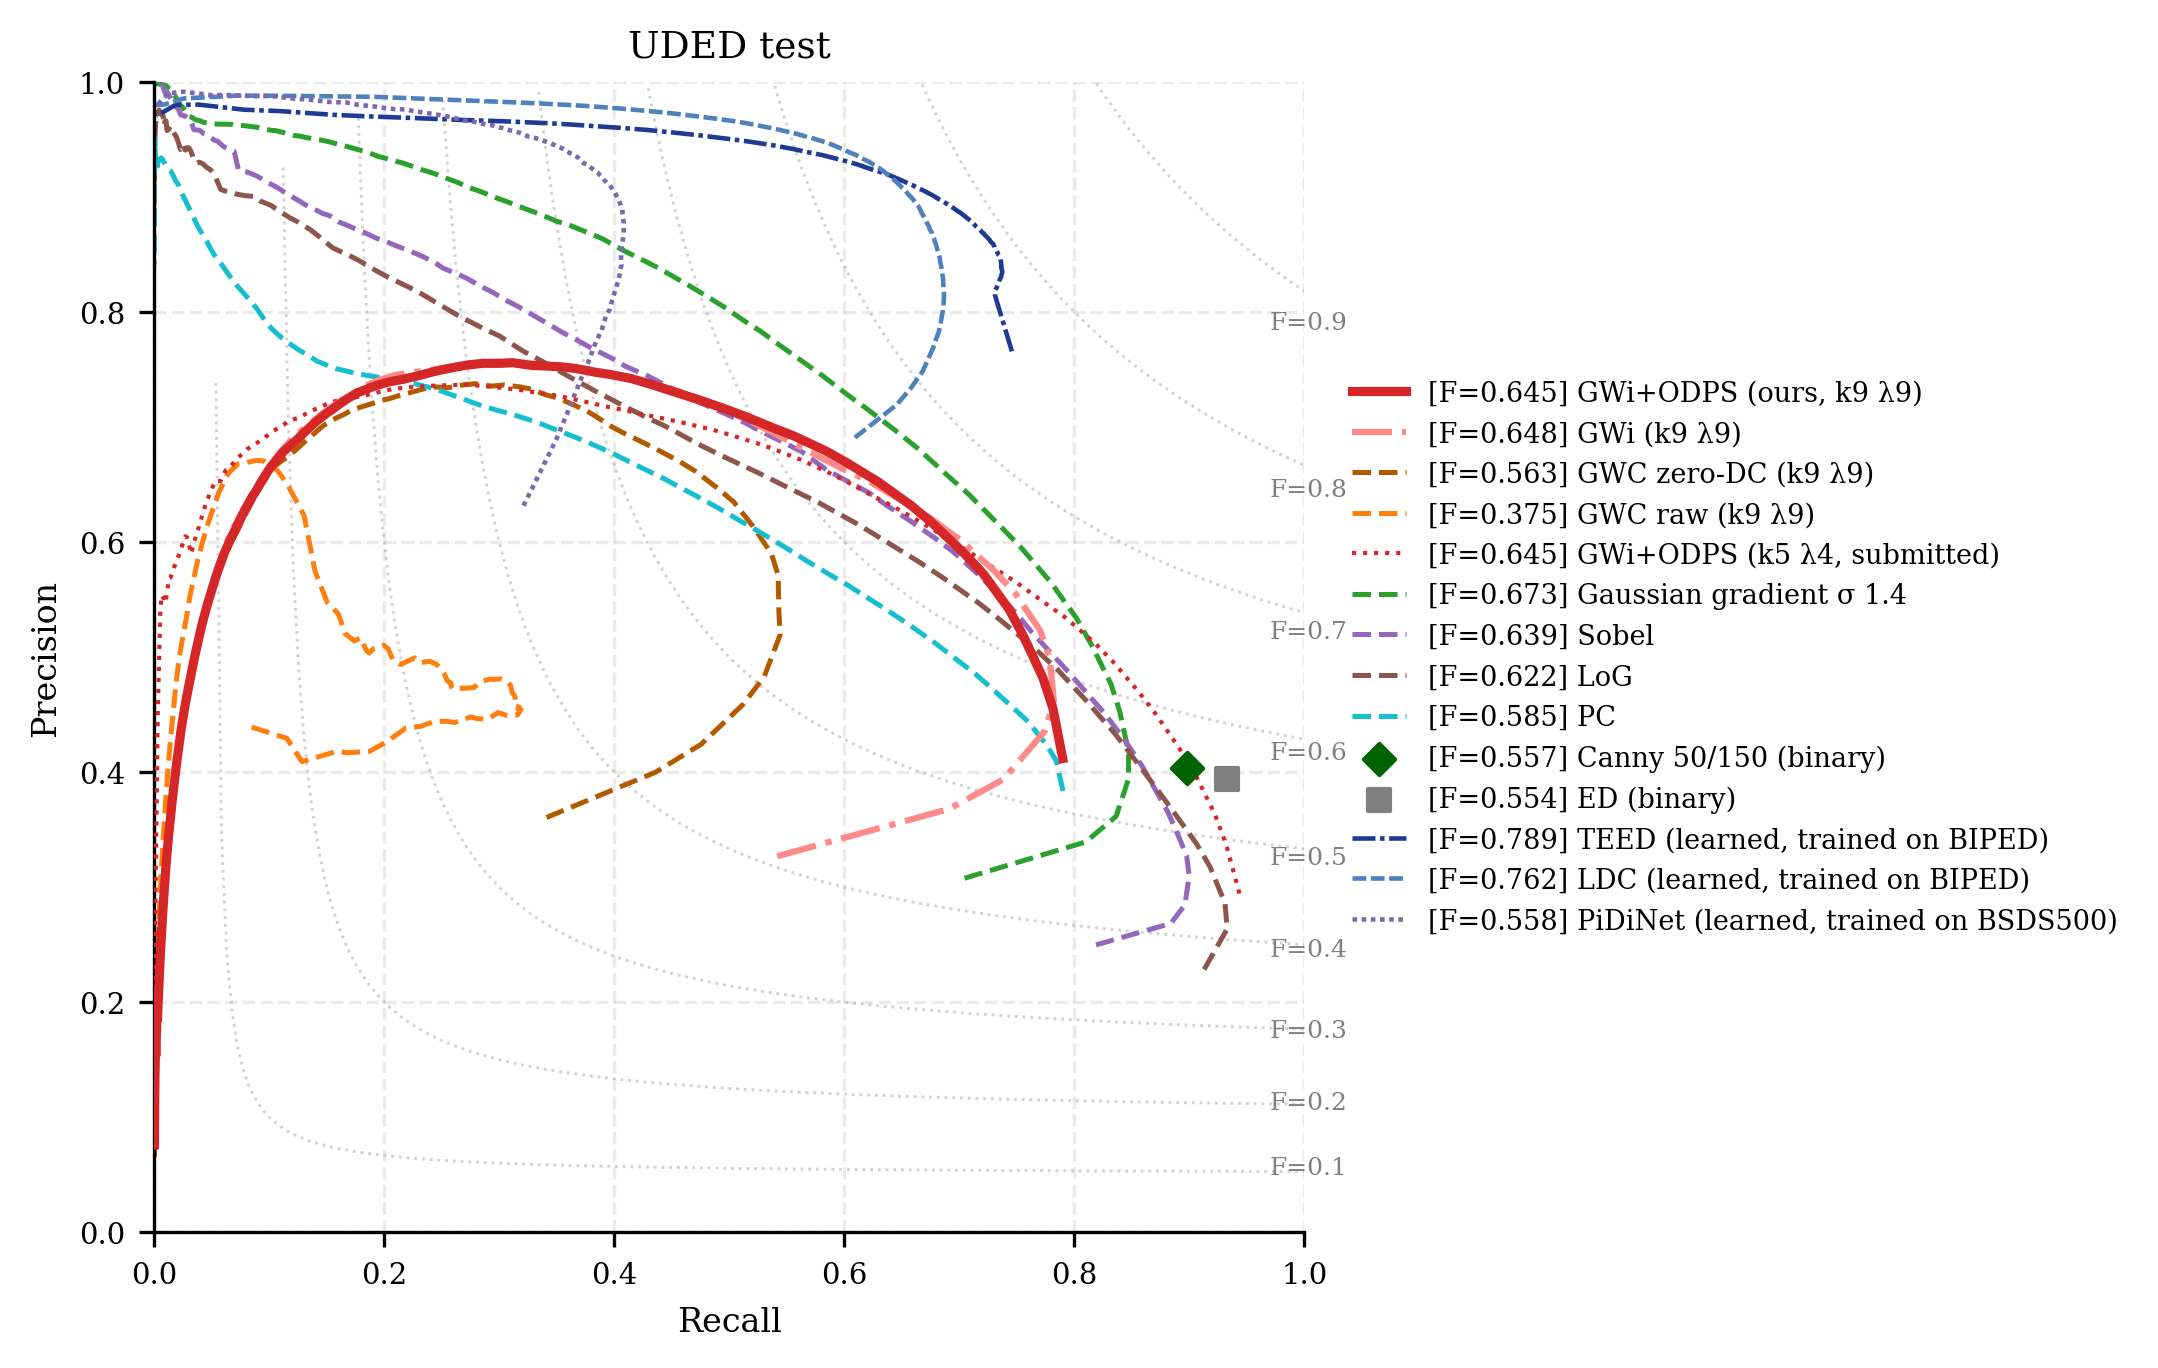 UDED test
1.0
0.8
0.6
0.4
0.2
0.0
Precision
0.0
0.2
0.4
0.6
0.8
1.0
Recall
F=0.9
F=0.8
F=0.7
F=0.6
F=0.5
F=0.4
F=0.3
F=0.2
F=0.1
[F=0.645] GWi+ODPS (ours, k9 λ9)
[F=0.648] GWi (k9 λ9)
[F=0.563] GWC zero-DC (k9 λ9)
[F=0.375] GWC raw (k9 λ9)
[F=0.645] GWi+ODPS (k5 λ4, submitted)
[F=0.673] Gaussian gradient σ 1.4
[F=0.639] Sobel
[F=0.622] LoG
[F=0.585] PC
[F=0.557] Canny 50/150 (binary)
[F=0.554] ED (binary)
[F=0.789] TEED (learned, trained on BIPED)
[F=0.762] LDC (learned, trained on BIPED)
[F=0.558] PiDiNet (learned, trained on BSDS500)